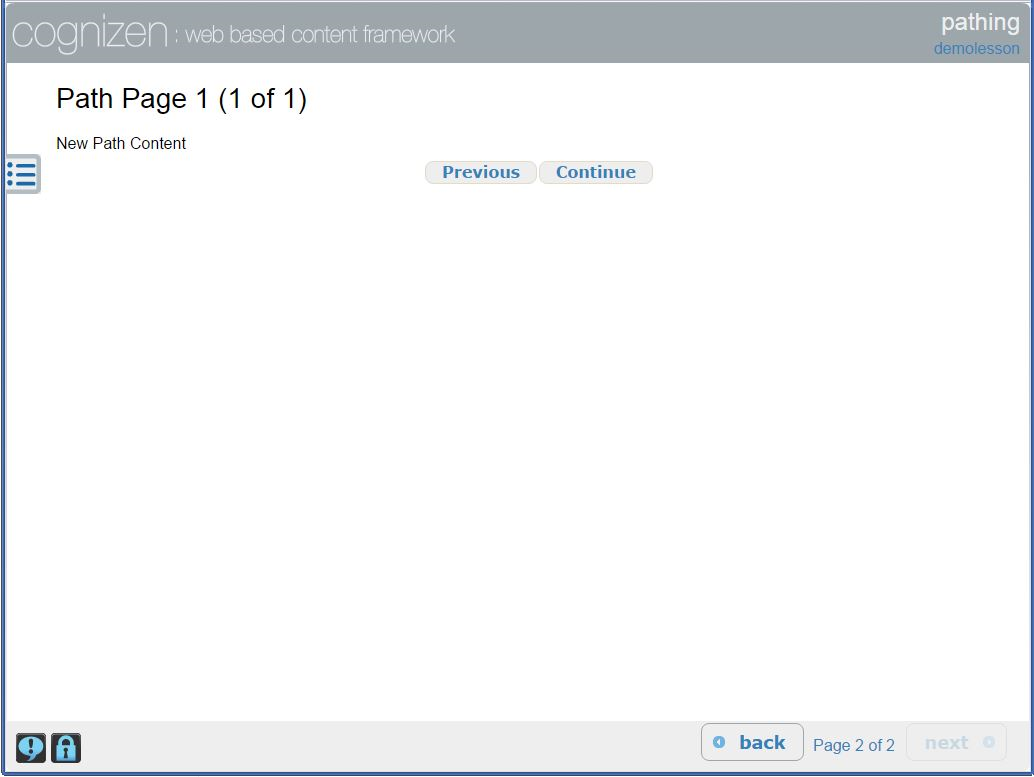 cognizen : web based content framework
pathing
demolesson
Path Page 1 (1 of 1)
New Path Content
Previous Continue
back Page 2 of 2 next